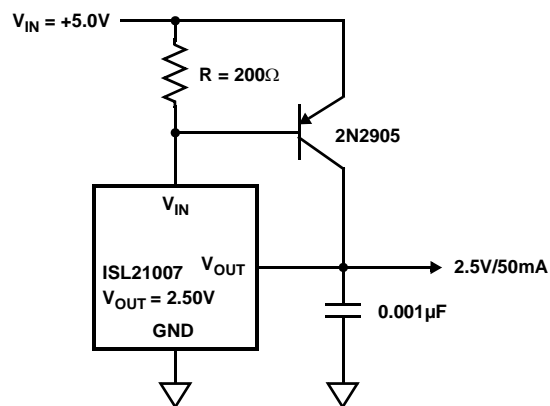 V_IN = +5.0V
R = 200Ω
2N2905
V_IN
ISL21007
V_OUT
V_OUT = 2.50V
GND
2.5V/50mA
0.001µF